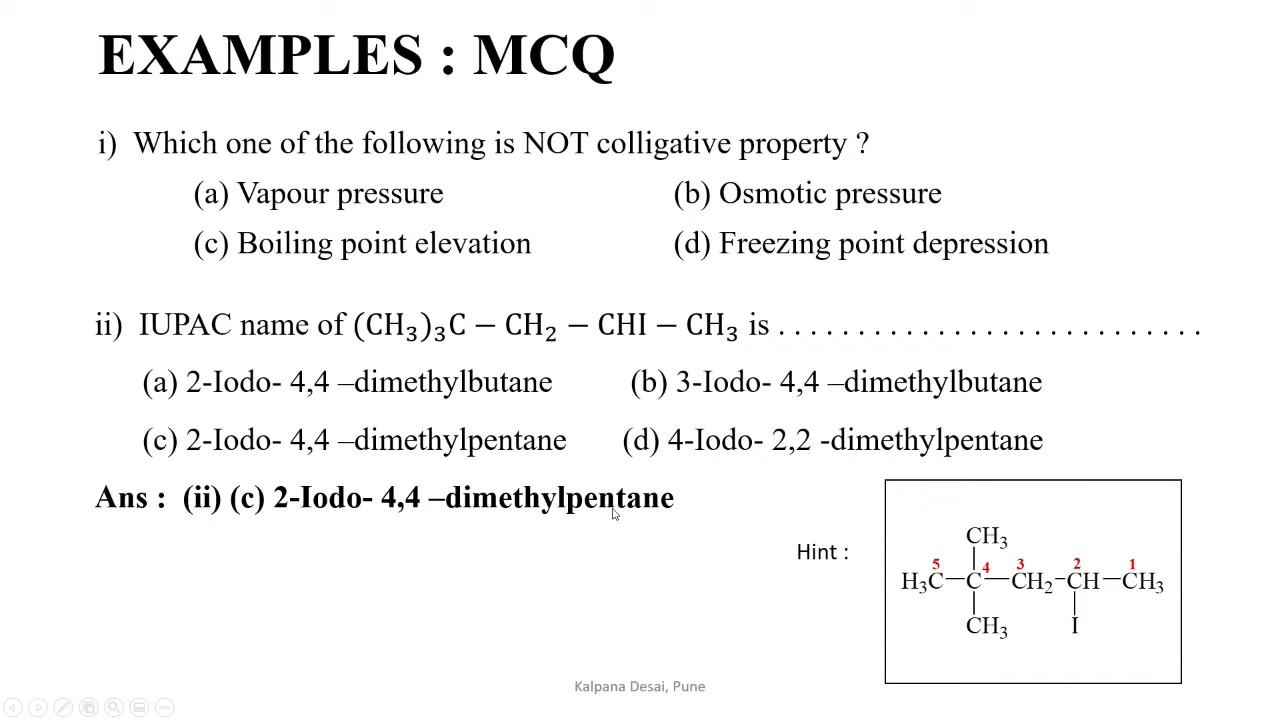 EXAMPLES : MCQ
i) Which one of the following is NOT colligative property ?
(a) Vapour pressure (b) Osmotic pressure
(c) Boiling point elevation (d) Freezing point depression
ii) IUPAC name of (CH₃)₃C − CH₂ − CHI − CH₃ is . . . . . . . . . . . . . . . . . . . . . . . . . . .
(a) 2-Iodo- 4,4 –dimethylbutane (b) 3-Iodo- 4,4 –dimethylbutane
(c) 2-Iodo- 4,4 –dimethylpentane (d) 4-Iodo- 2,2 -dimethylpentane
Ans : (ii) (c) 2-Iodo- 4,4 –dimethylpentane
Hint :
CH₃
5 4 3 2 1
H₃C—C—CH₂-CH—CH₃
CH₃ I
Kalpana Desai, Pune